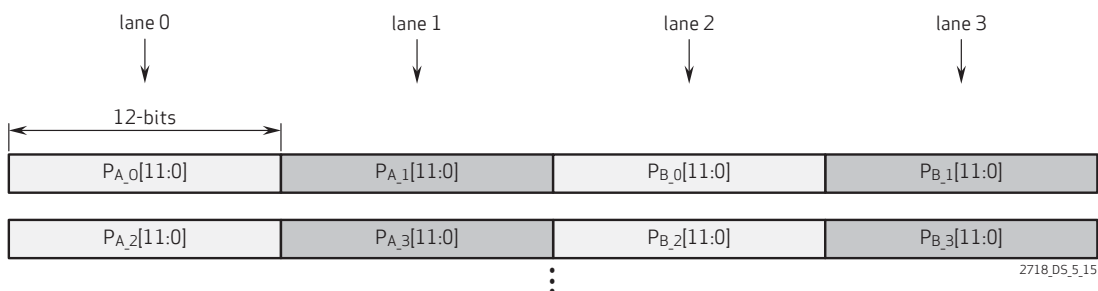 lane 0 lane 1 lane 2 lane 3
12-bits
PA_0[11:0] PA_1[11:0] PB_0[11:0] PB_1[11:0]
PA_2[11:0] PA_3[11:0] PB_2[11:0] PB_3[11:0]
2718_DS_5_15